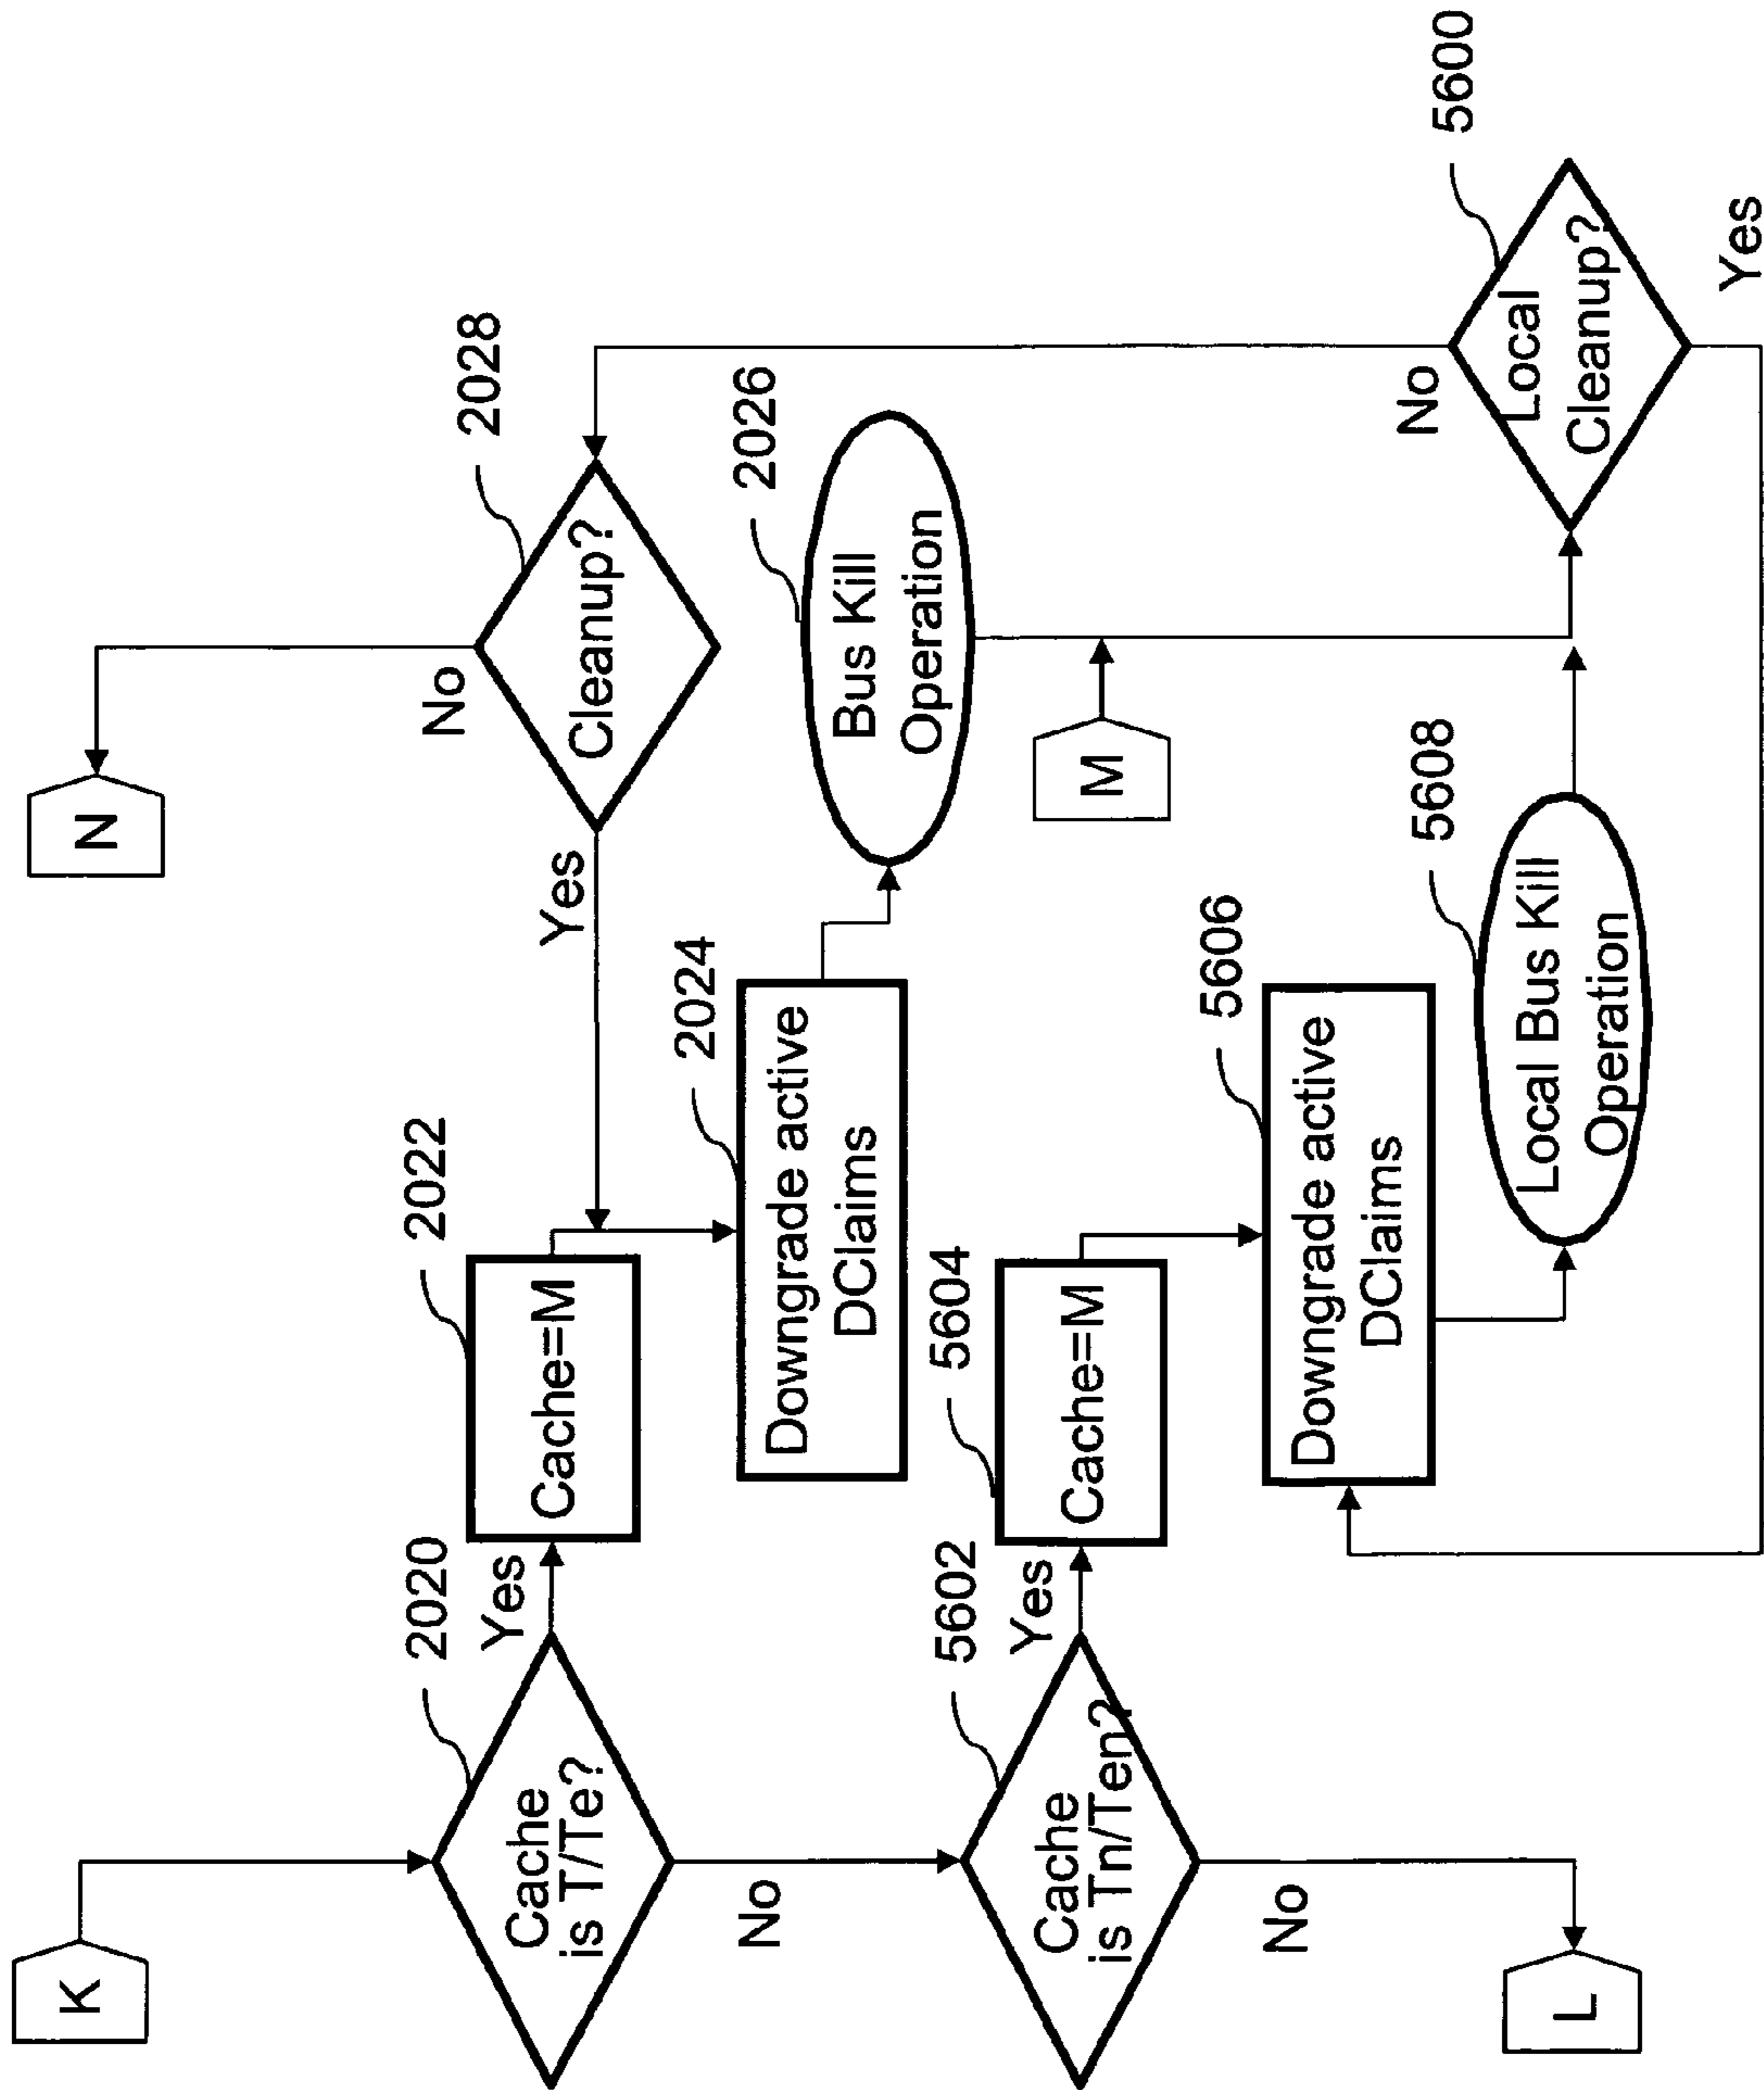 K
2020
Cache
is T/Te?
Yes
No
2022
Cache=M
2024
Downgrade active
DClaims
Yes
2028
Cleanup?
No
N
2026
Bus Kill
Operation
M
5602
Cache
is Tn/Ten?
Yes
No
L
5604
Cache=M
5606
Downgrade active
DClaims
5608
Local Bus Kill
Operation
5600
Local
Cleanup?
No
Yes